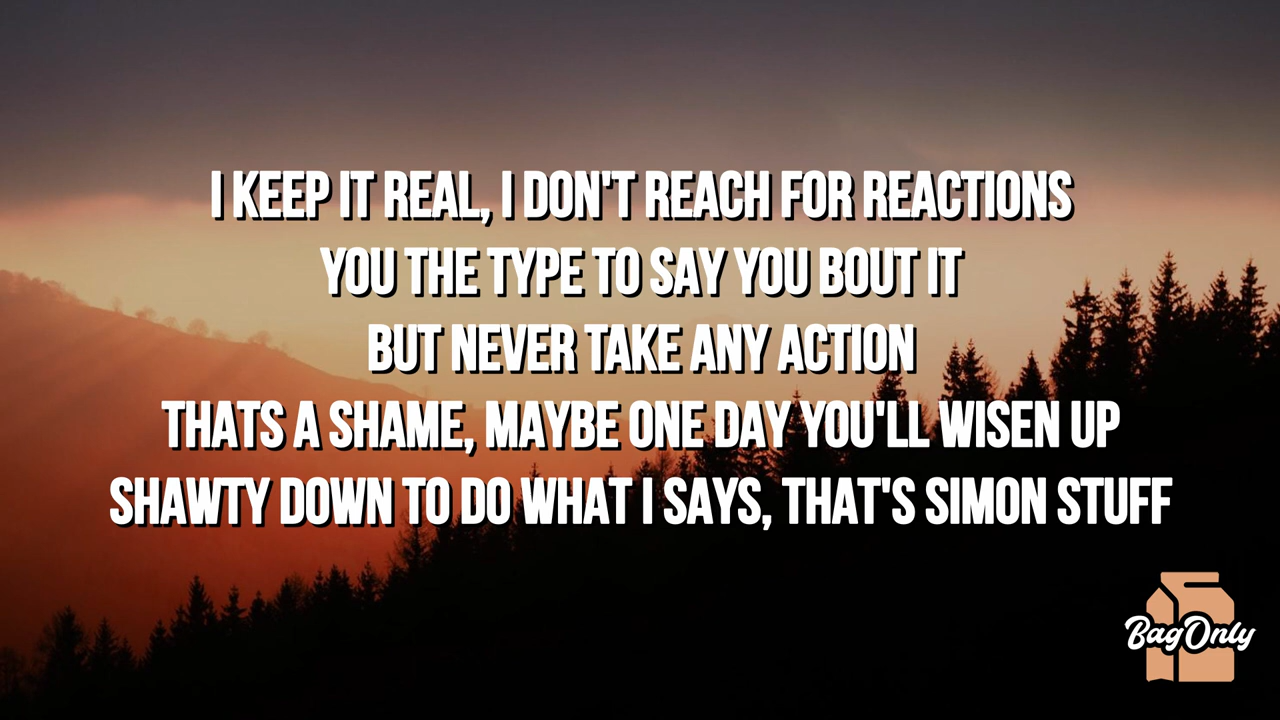 I KEEP IT REAL, I DON'T REACH FOR REACTIONS
YOU THE TYPE TO SAY YOU BOUT IT
BUT NEVER TAKE ANY ACTION
THATS A SHAME, MAYBE ONE DAY YOU'LL WISEN UP
SHAWTY DOWN TO DO WHAT I SAYS, THAT'S SIMON STUFF
BagOnly